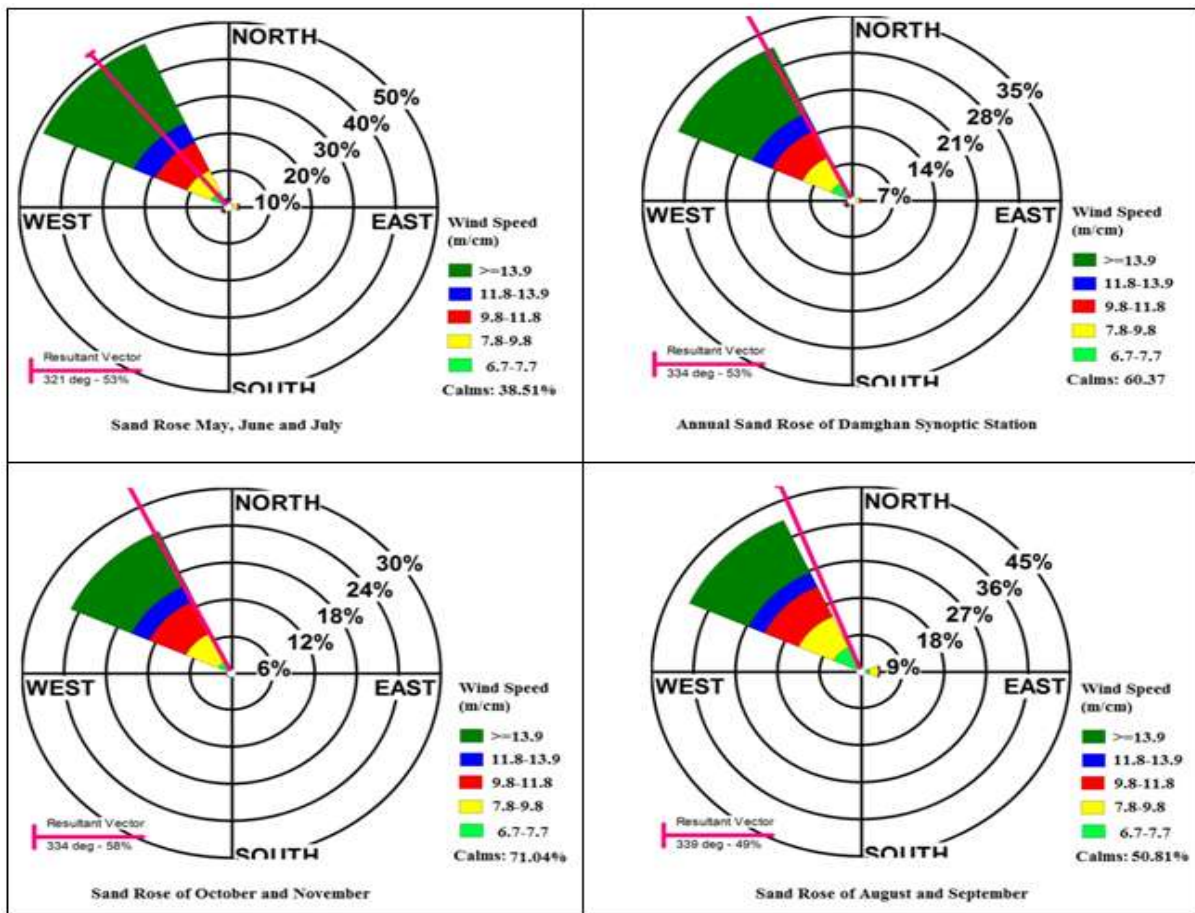 NORTH
50%
40%
30%
20%
10%
WEST
EAST
SOUTH
Wind Speed
(m/cm)
>=13.9
11.8-13.9
9.8-11.8
7.8-9.8
6.7-7.7
Calms: 38.51%
Resultant Vector
321 deg - 53%
Sand Rose May, June and July
NORTH
35%
28%
21%
14%
7%
WEST
EAST
SOUTH
Wind Speed
(m/cm)
>=13.9
11.8-13.9
9.8-11.8
7.8-9.8
6.7-7.7
Calms: 60.37
Resultant Vector
334 deg - 53%
Annual Sand Rose of Damghan Synoptic Station
NORTH
30%
24%
18%
12%
6%
WEST
EAST
SOUTH
Wind Speed
(m/cm)
>=13.9
11.8-13.9
9.8-11.8
7.8-9.8
6.7-7.7
Calms: 71.04%
Resultant Vector
334 deg - 58%
Sand Rose of October and November
NORTH
45%
36%
27%
18%
9%
WEST
EAST
SOUTH
Wind Speed
(m/cm)
>=13.9
11.8-13.9
9.8-11.8
7.8-9.8
6.7-7.7
Calms: 50.81%
Resultant Vector
339 deg - 49%
Sand Rose of August and September